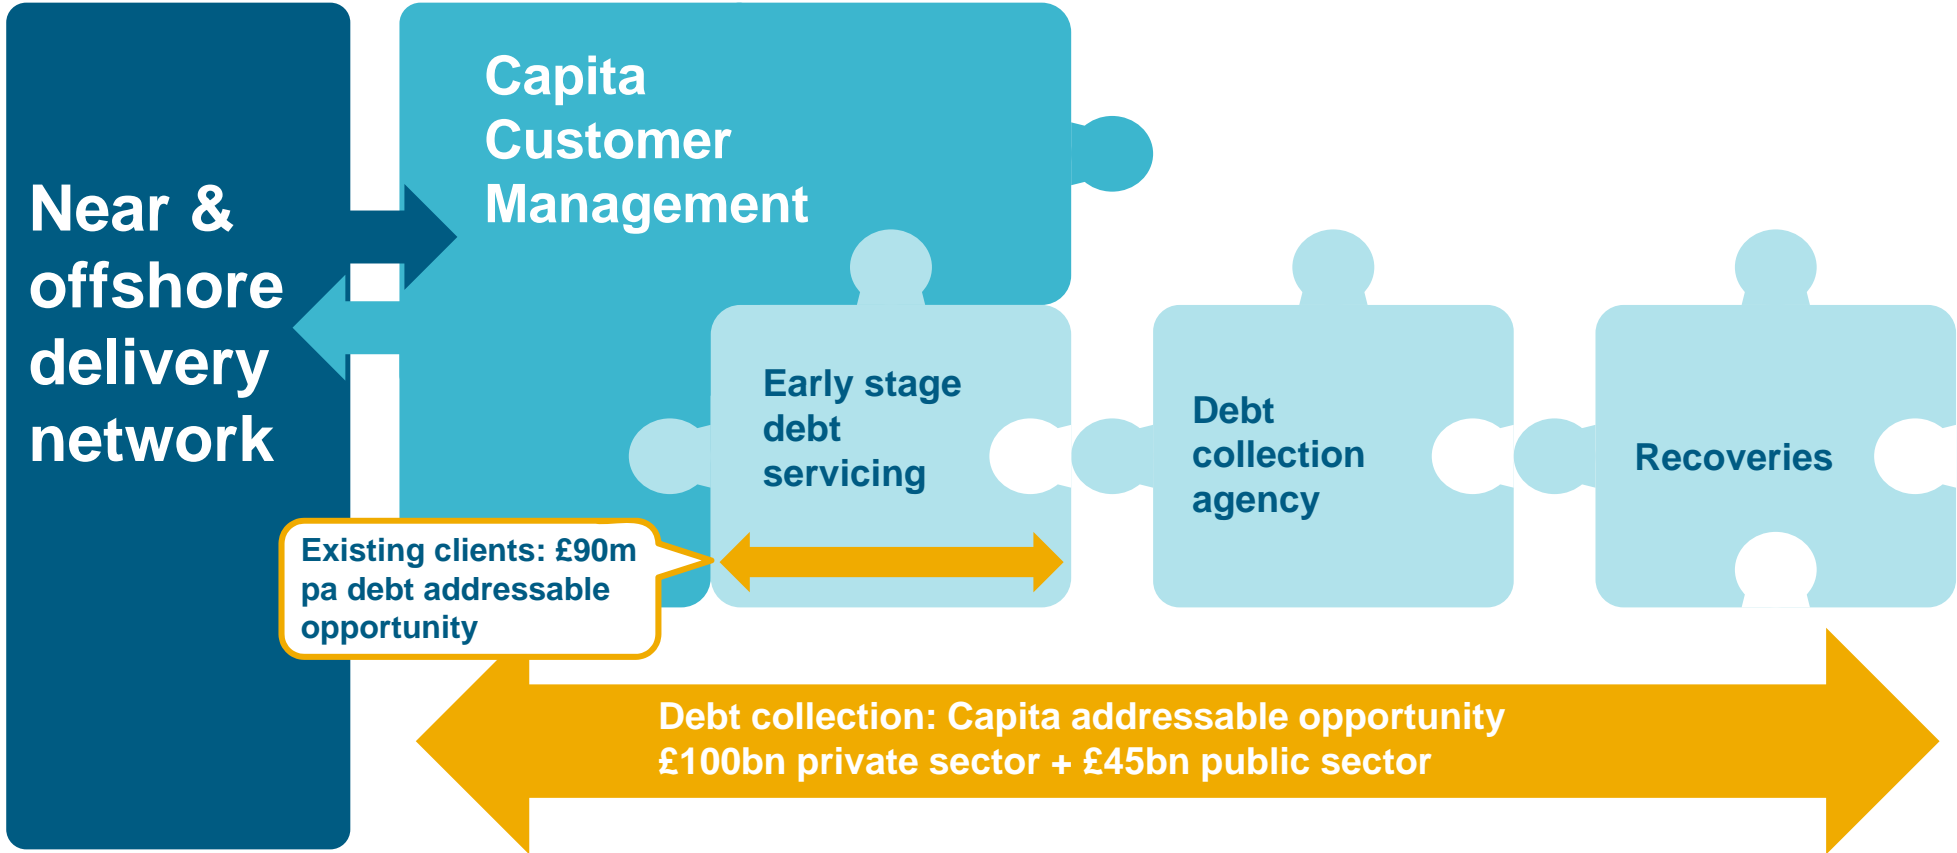 Near &
offshore
delivery
network
Capita
Customer
Management
Early stage
debt
servicing
Debt
collection
agency
Recoveries
Existing clients: £90m
pa debt addressable
opportunity
Debt collection: Capita addressable opportunity
£100bn private sector + £45bn public sector